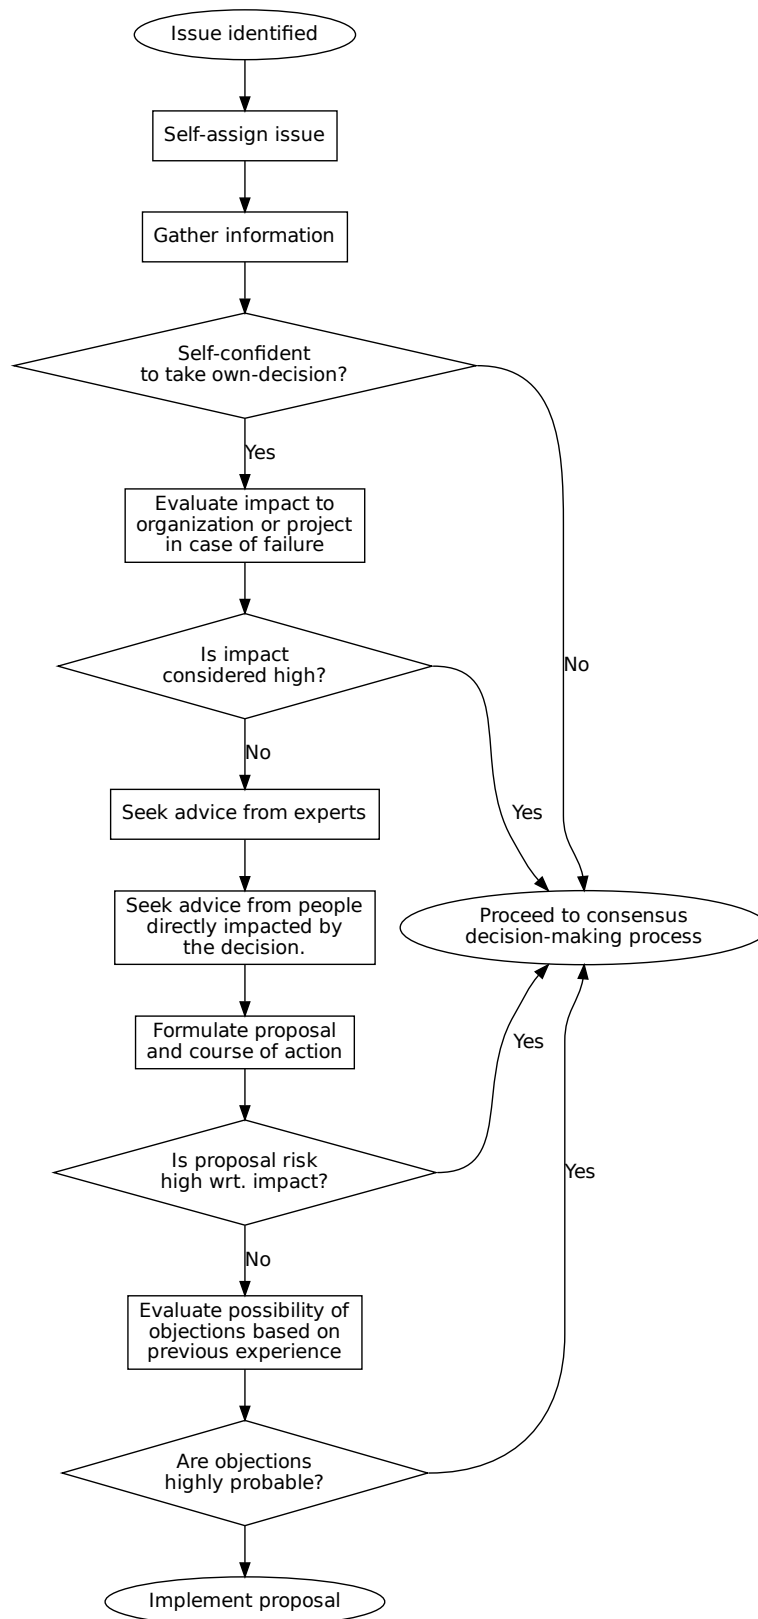 Issue identified
Self-assign issue
Gather information
Self-confident
to take own-decision?
Yes
No
Evaluate impact to
organization or project
in case of failure
Is impact
considered high?
No
Yes
Seek advice from experts
Seek advice from people
directly impacted by
the decision.
Proceed to consensus
decision-making process
Formulate proposal
and course of action
Is proposal risk
high wrt. impact?
Yes
No
Evaluate possibility of
objections based on
previous experience
Are objections
highly probable?
Yes
Implement proposal